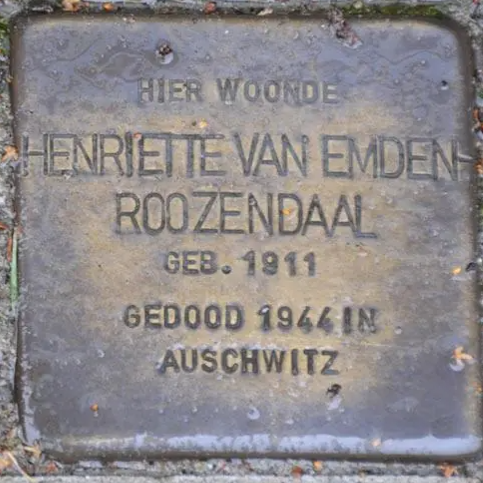 HIER WOONDE
HENRIETTE VAN EMDEN-
ROOZENDAAL
GEB. 1911
GEDOOD 1944 IN
AUSCHWITZ